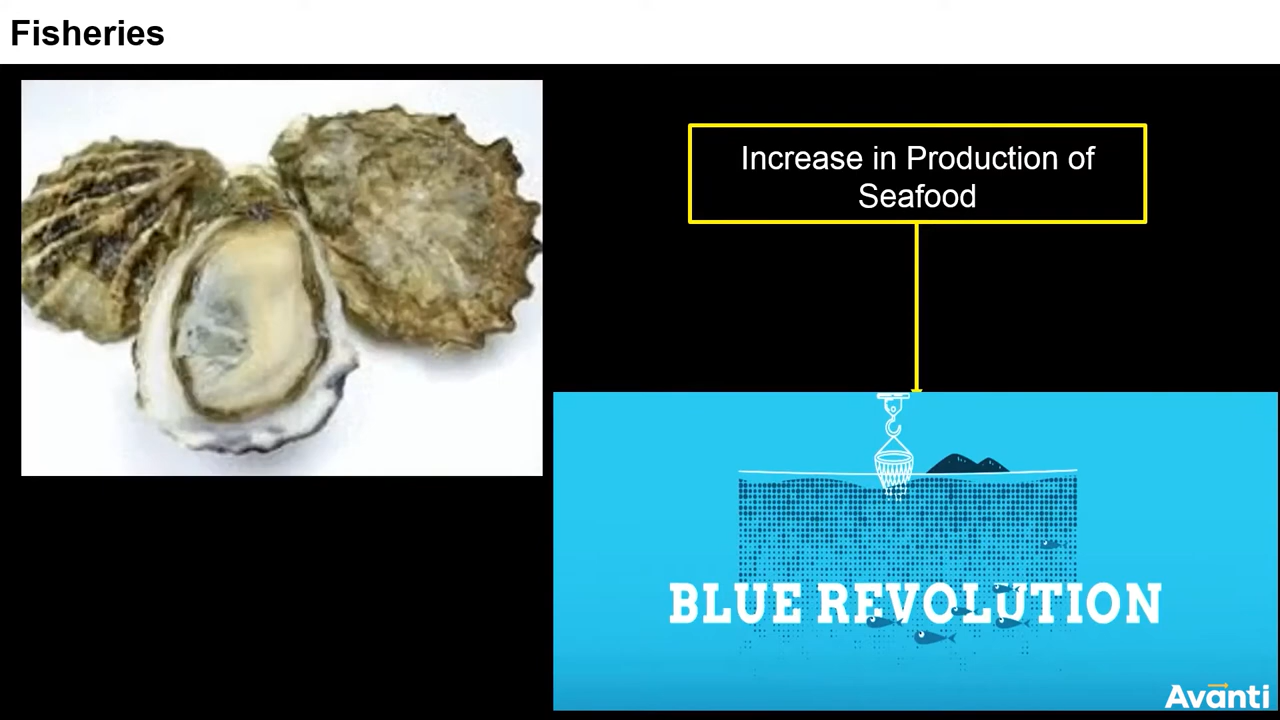 Fisheries
Increase in Production of
Seafood
BLUE REVOLUTION
Avanti